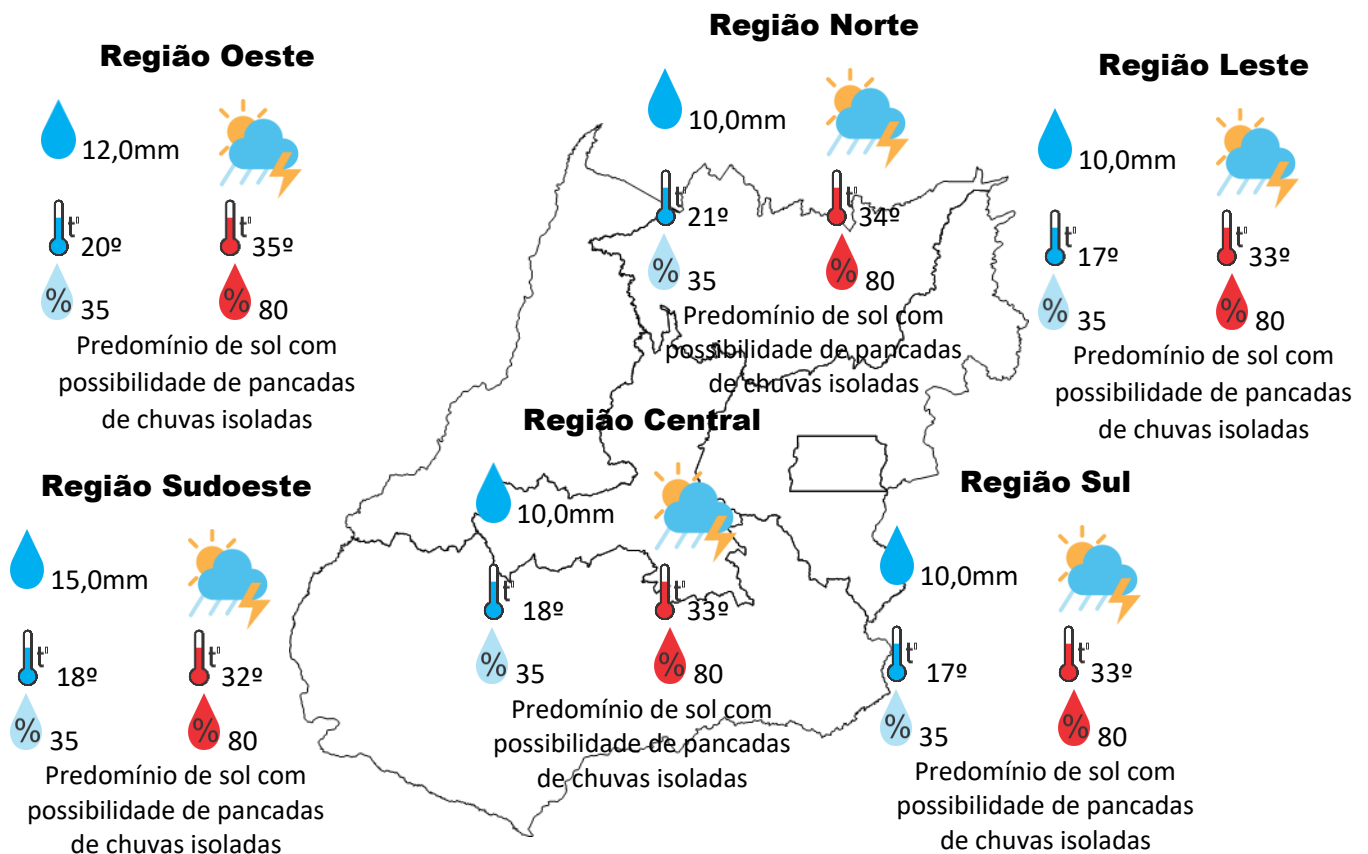 Região Oeste
12,0mm
t°
20º
t°
35º
%
35
%
80
Predomínio de sol com
possibilidade de pancadas
de chuvas isoladas
Região Norte
10,0mm
t°
21º
t°
34º
%
35
%
80
Predomínio de sol com
possibilidade de pancadas
de chuvas isoladas
Região Leste
10,0mm
t°
17º
t°
33º
%
35
%
80
Predomínio de sol com
possibilidade de pancadas
de chuvas isoladas
Região Sudoeste
15,0mm
t°
18º
t°
32º
%
35
%
80
Predomínio de sol com
possibilidade de pancadas
de chuvas isoladas
Região Central
10,0mm
t°
18º
t°
33º
%
35
%
80
Predomínio de sol com
possibilidade de pancadas
de chuvas isoladas
Região Sul
10,0mm
t°
17º
t°
33º
%
35
%
80
Predomínio de sol com
possibilidade de pancadas
de chuvas isoladas